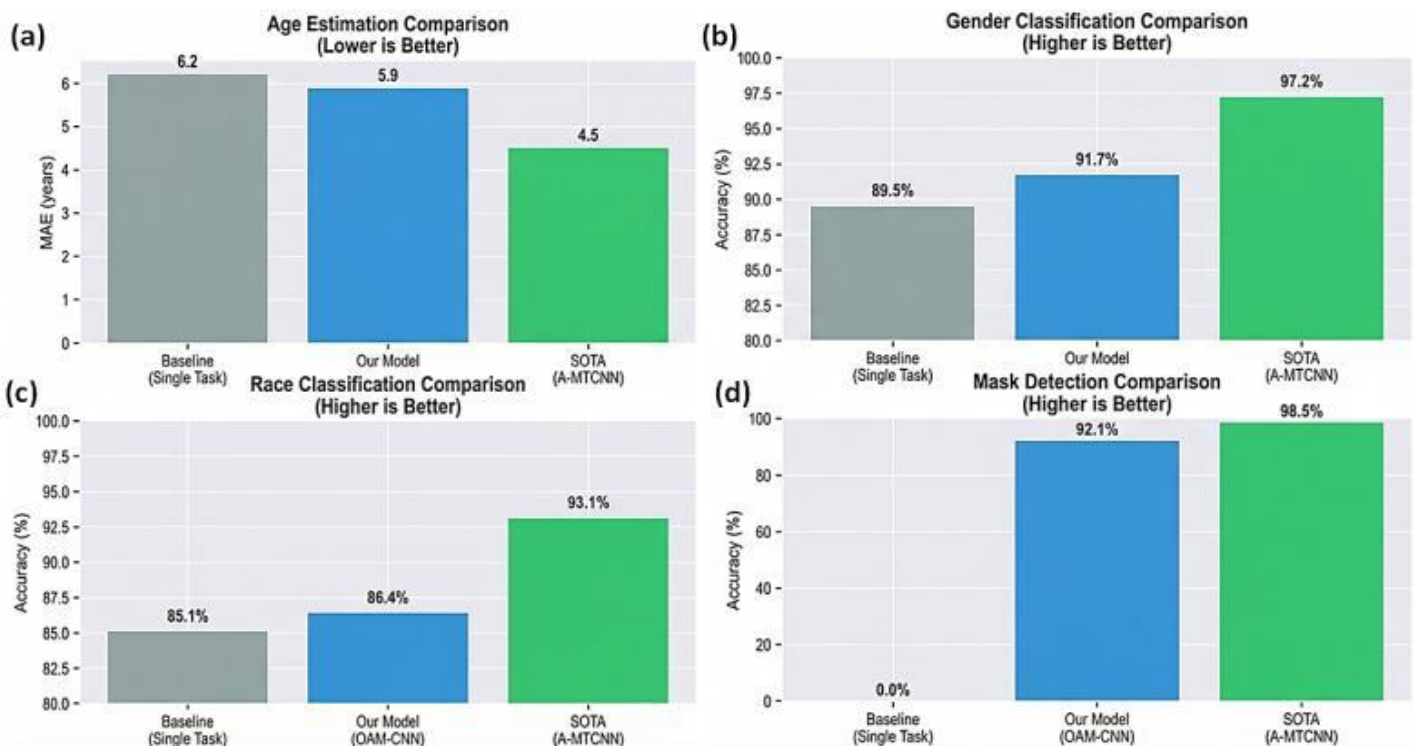 (a)
Age Estimation Comparison
(Lower is Better)
6.2
5.9
4.5
MAE (years)
6
5
4
3
2
1
0
Baseline
(Single Task)
Our Model
SOTA
(A-MTCNN)
(b)
Gender Classification Comparison
(Higher is Better)
97.2%
91.7%
89.5%
Accuracy (%)
100.0
97.5
95.0
92.5
90.0
87.5
85.0
82.5
80.0
Baseline
(Single Task)
Our Model
SOTA
(A-MTCNN)
(c)
Race Classification Comparison
(Higher is Better)
93.1%
86.4%
85.1%
Accuracy (%)
100.0
97.5
95.0
92.5
90.0
87.5
85.0
82.5
80.0
Baseline
(Single Task)
Our Model
(OAM-CNN)
SOTA
(A-MTCNN)
(d)
Mask Detection Comparison
(Higher is Better)
98.5%
92.1%
0.0%
Accuracy (%)
100
80
60
40
20
0
Baseline
(Single Task)
Our Model
(OAM-CNN)
SOTA
(A-MTCNN)